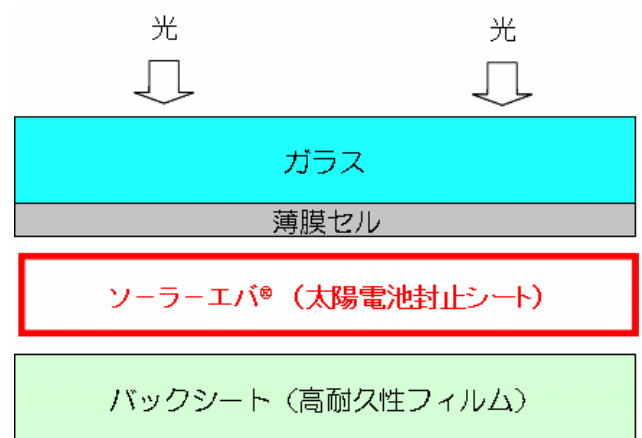 光 光
ガラス
薄膜セル
ソーラーエバ®（太陽電池封止シート）
バックシート（高耐久性フィルム）